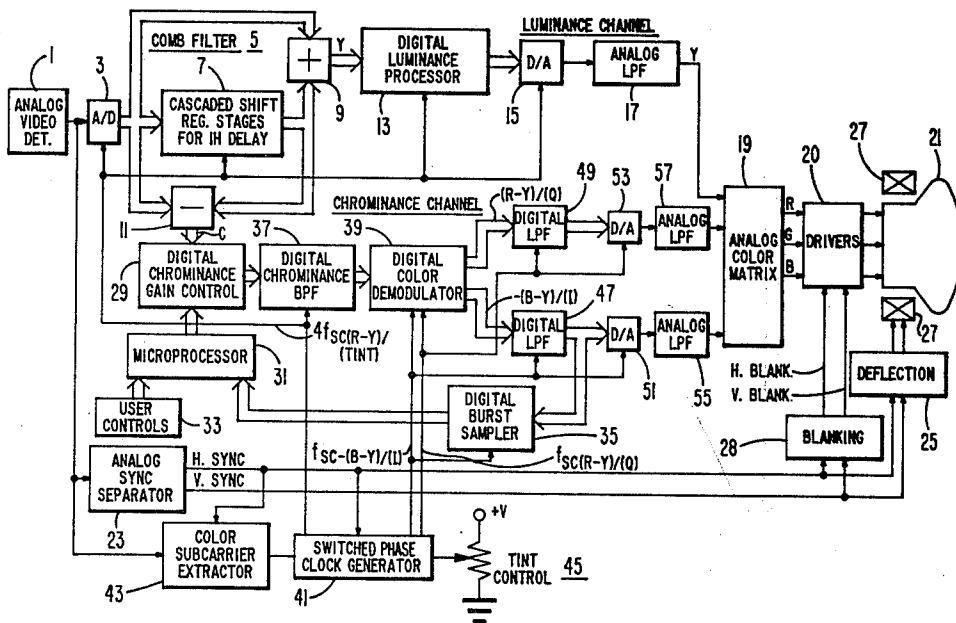 1
ANALOG
VIDEO
DET.
3
A/D
COMB FILTER 5
7
CASCADED SHIFT
REG. STAGES
FOR IH DELAY
+
9
Y
DIGITAL
LUMINANCE
PROCESSOR
13
LUMINANCE CHANNEL
D/A
15
ANALOG
LPF
17
Y
−
11
C
29
DIGITAL
CHROMINANCE
GAIN CONTROL
37
DIGITAL
CHROMINANCE
BPF
CHROMINANCE CHANNEL
39
DIGITAL
COLOR
DEMODULATOR
(R-Y)/(Q)
49
DIGITAL
LPF
53
D/A
57
ANALOG
LPF
-(B-Y)/(I)
47
DIGITAL
LPF
D/A
51
ANALOG
LPF
55
19
ANALOG
COLOR
MATRIX
R
G
B
20
DRIVERS
27
21
27
4fSC(R-Y)/
(TINT)
MICROPROCESSOR
31
USER
CONTROLS
33
DIGITAL
BURST
SAMPLER
35
H. BLANK.
V. BLANK.
DEFLECTION
25
28
BLANKING
ANALOG
SYNC
SEPARATOR
23
H. SYNC
V. SYNC
fSC-(B-Y)/(I)
fSC(R-Y)/(Q)
COLOR
SUBCARRIER
EXTRACTOR
43
SWITCHED PHASE
CLOCK GENERATOR
41
+V
TINT
CONTROL 45